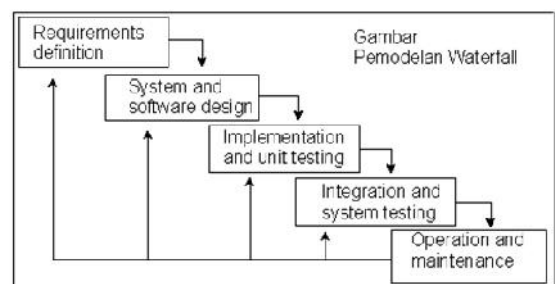 Requirements
definition
Gambar
Pemodelan Waterfall
System and
software design
Implementation
and unit testing
Integration and
system testing
Operation and
maintenance